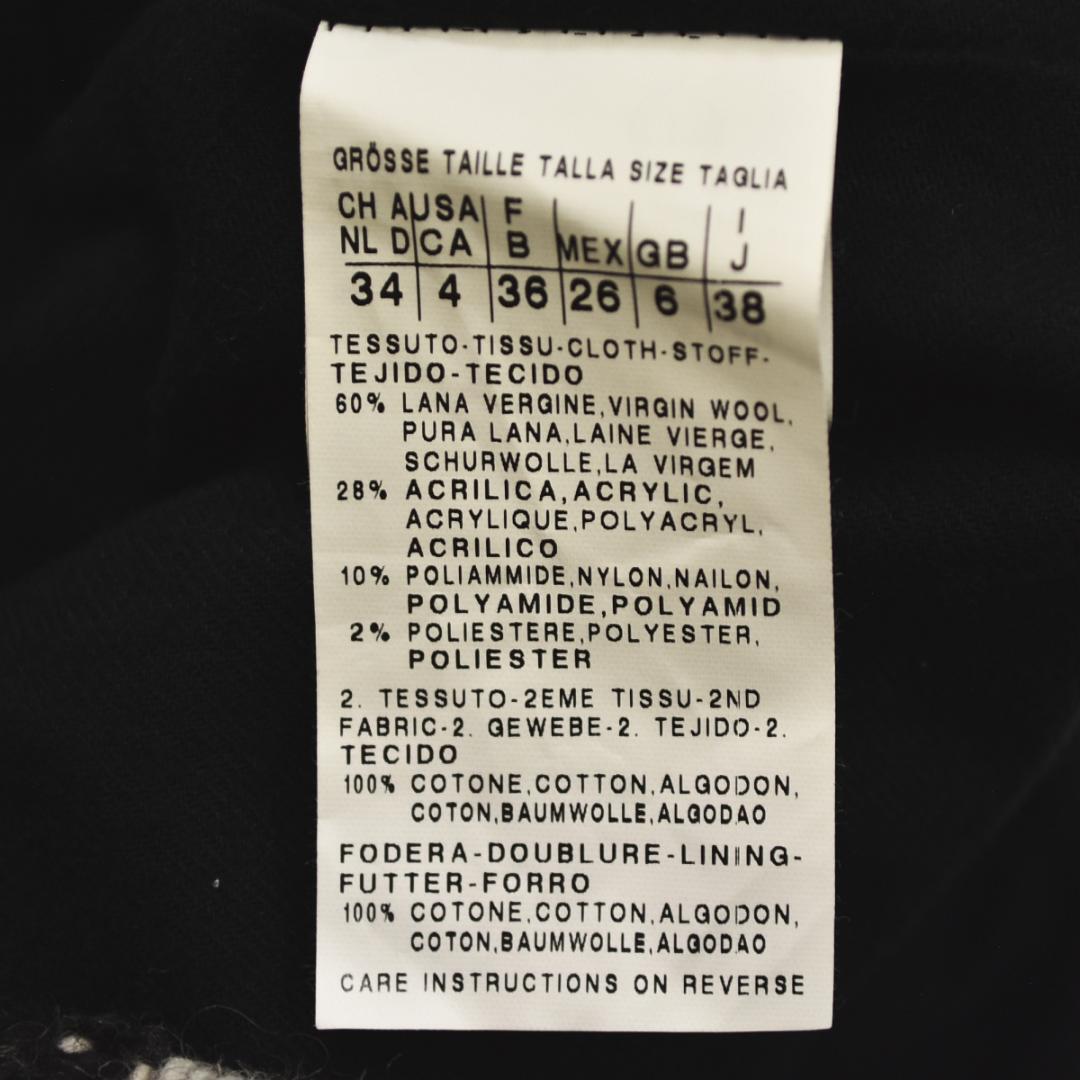 GRÖSSE TAILLE TALLA SIZE TAGLIA
CH A USA F I
NL D CA B MEX GB J
34 4 36 26 6 38
TESSUTO-TISSU-CLOTH-STOFF-
TEJIDO-TECIDO
60% LANA VERGINE,VIRGIN WOOL,
PURA LANA,LAINE VIERGE,
SCHURWOLLE,LA VIRGEM
28% ACRILICA,ACRYLIC,
ACRYLIQUE,POLYACRYL,
ACRILICO
10% POLIAMMIDE,NYLON,NAILON,
POLYAMIDE,POLYAMID
2% POLIESTERE,POLYESTER,
POLIESTER
2. TESSUTO-2EME TISSU-2ND
FABRIC-2. GEWEBE-2. TEJIDO-2.
TECIDO
100% COTONE,COTTON,ALGODON,
COTON,BAUMWOLLE,ALGODAO
FODERA-DOUBLURE-LINING-
FUTTER-FORRO
100% COTONE,COTTON,ALGODON,
COTON,BAUMWOLLE,ALGODAO
CARE INSTRUCTIONS ON REVERSE